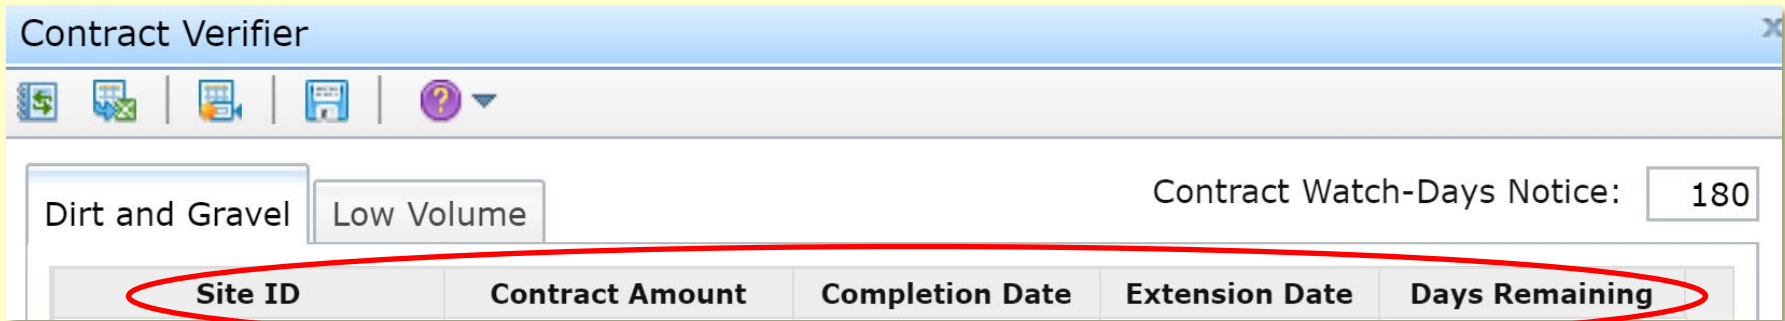 Contract Verifier
Dirt and Gravel
Low Volume
Contract Watch-Days Notice: 180
Site ID Contract Amount Completion Date Extension Date Days Remaining